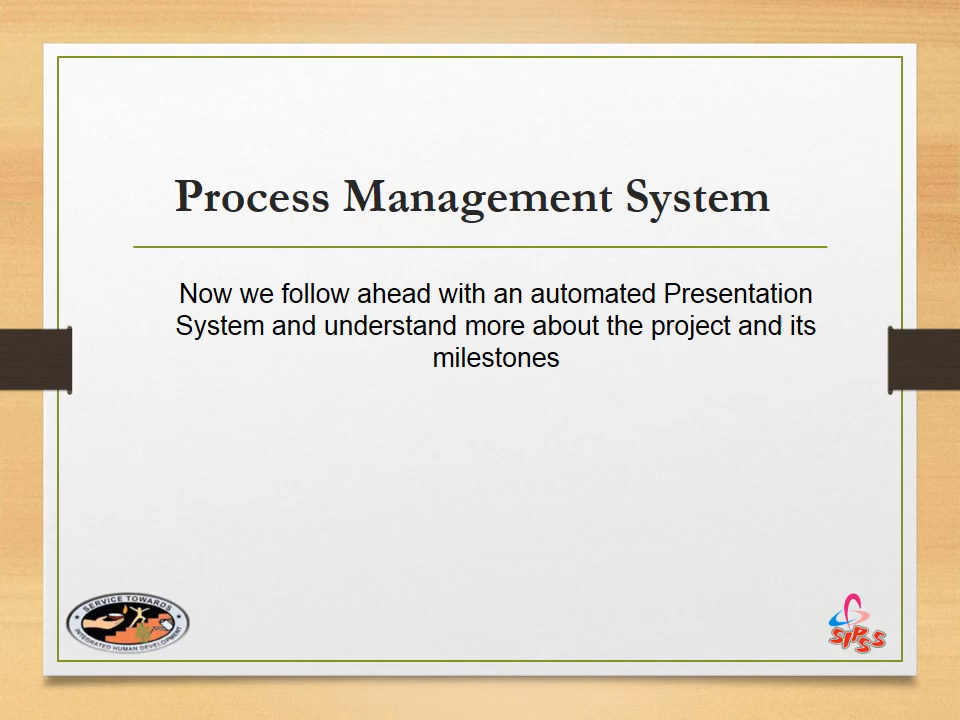 Process Management System
Now we follow ahead with an automated Presentation
System and understand more about the project and its
milestones
SERVICE TOWARDS
INTEGRATED HUMAN DEVELOPMENT
SIPSS